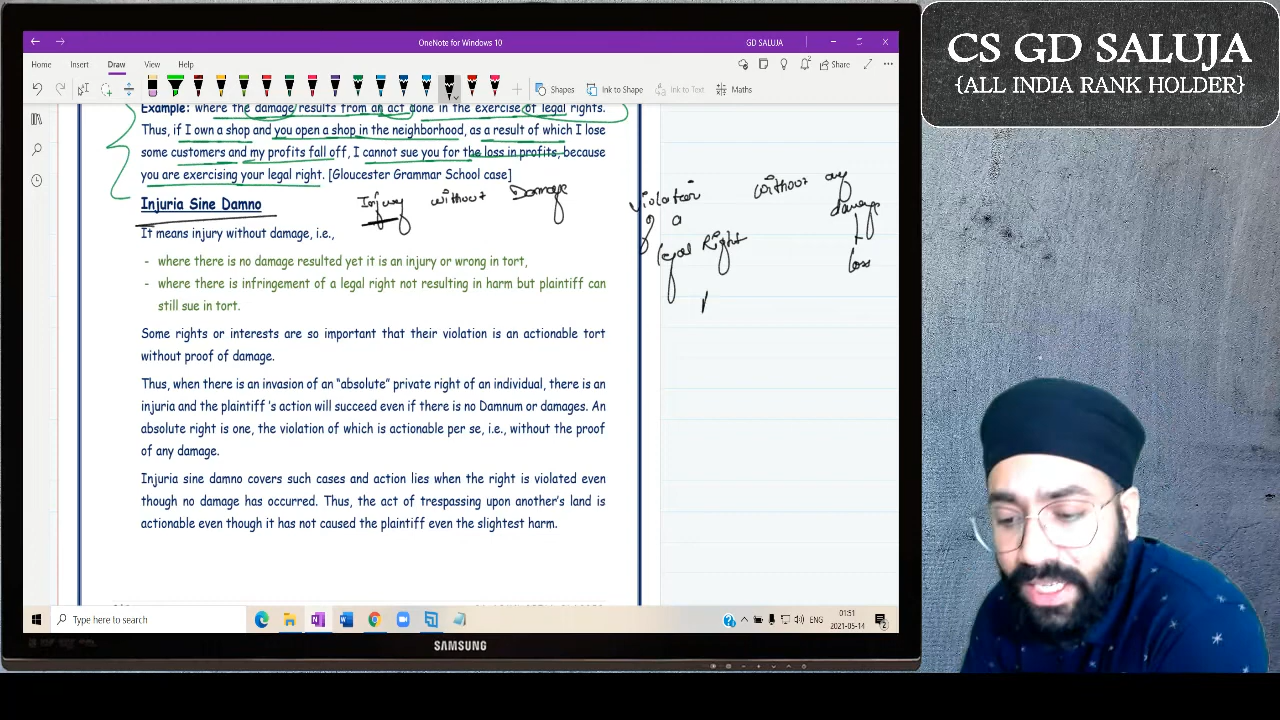 CS GD SALUJA
{ALL INDIA RANK HOLDER}
OneNote for Windows 10
GD SALUJA
Home Insert Draw View Help
Share
Shapes Ink to Shape Ink to Text Maths
Example: where the damage results from an act done in the exercise of legal rights.
Thus, if I own a shop and you open a shop in the neighborhood, as a result of which I lose
some customers and my profits fall off, I cannot sue you for the loss in profits, because
you are exercising your legal right. [Gloucester Grammar School case]
Injuria Sine Damno
Injury without Damage
Violation of a legal Right
without any damage
loss
It means injury without damage, i.e.,
- where there is no damage resulted yet it is an injury or wrong in tort,
- where there is infringement of a legal right not resulting in harm but plaintiff can
still sue in tort.
Some rights or interests are so important that their violation is an actionable tort
without proof of damage.
Thus, when there is an invasion of an “absolute” private right of an individual, there is an
injuria and the plaintiff 's action will succeed even if there is no Damnum or damages. An
absolute right is one, the violation of which is actionable per se, i.e., without the proof
of any damage.
Injuria sine damno covers such cases and action lies when the right is violated even
though no damage has occurred. Thus, the act of trespassing upon another’s land is
actionable even though it has not caused the plaintiff even the slightest harm.
Type here to search
ENG
01:51
2021-05-14
SAMSUNG